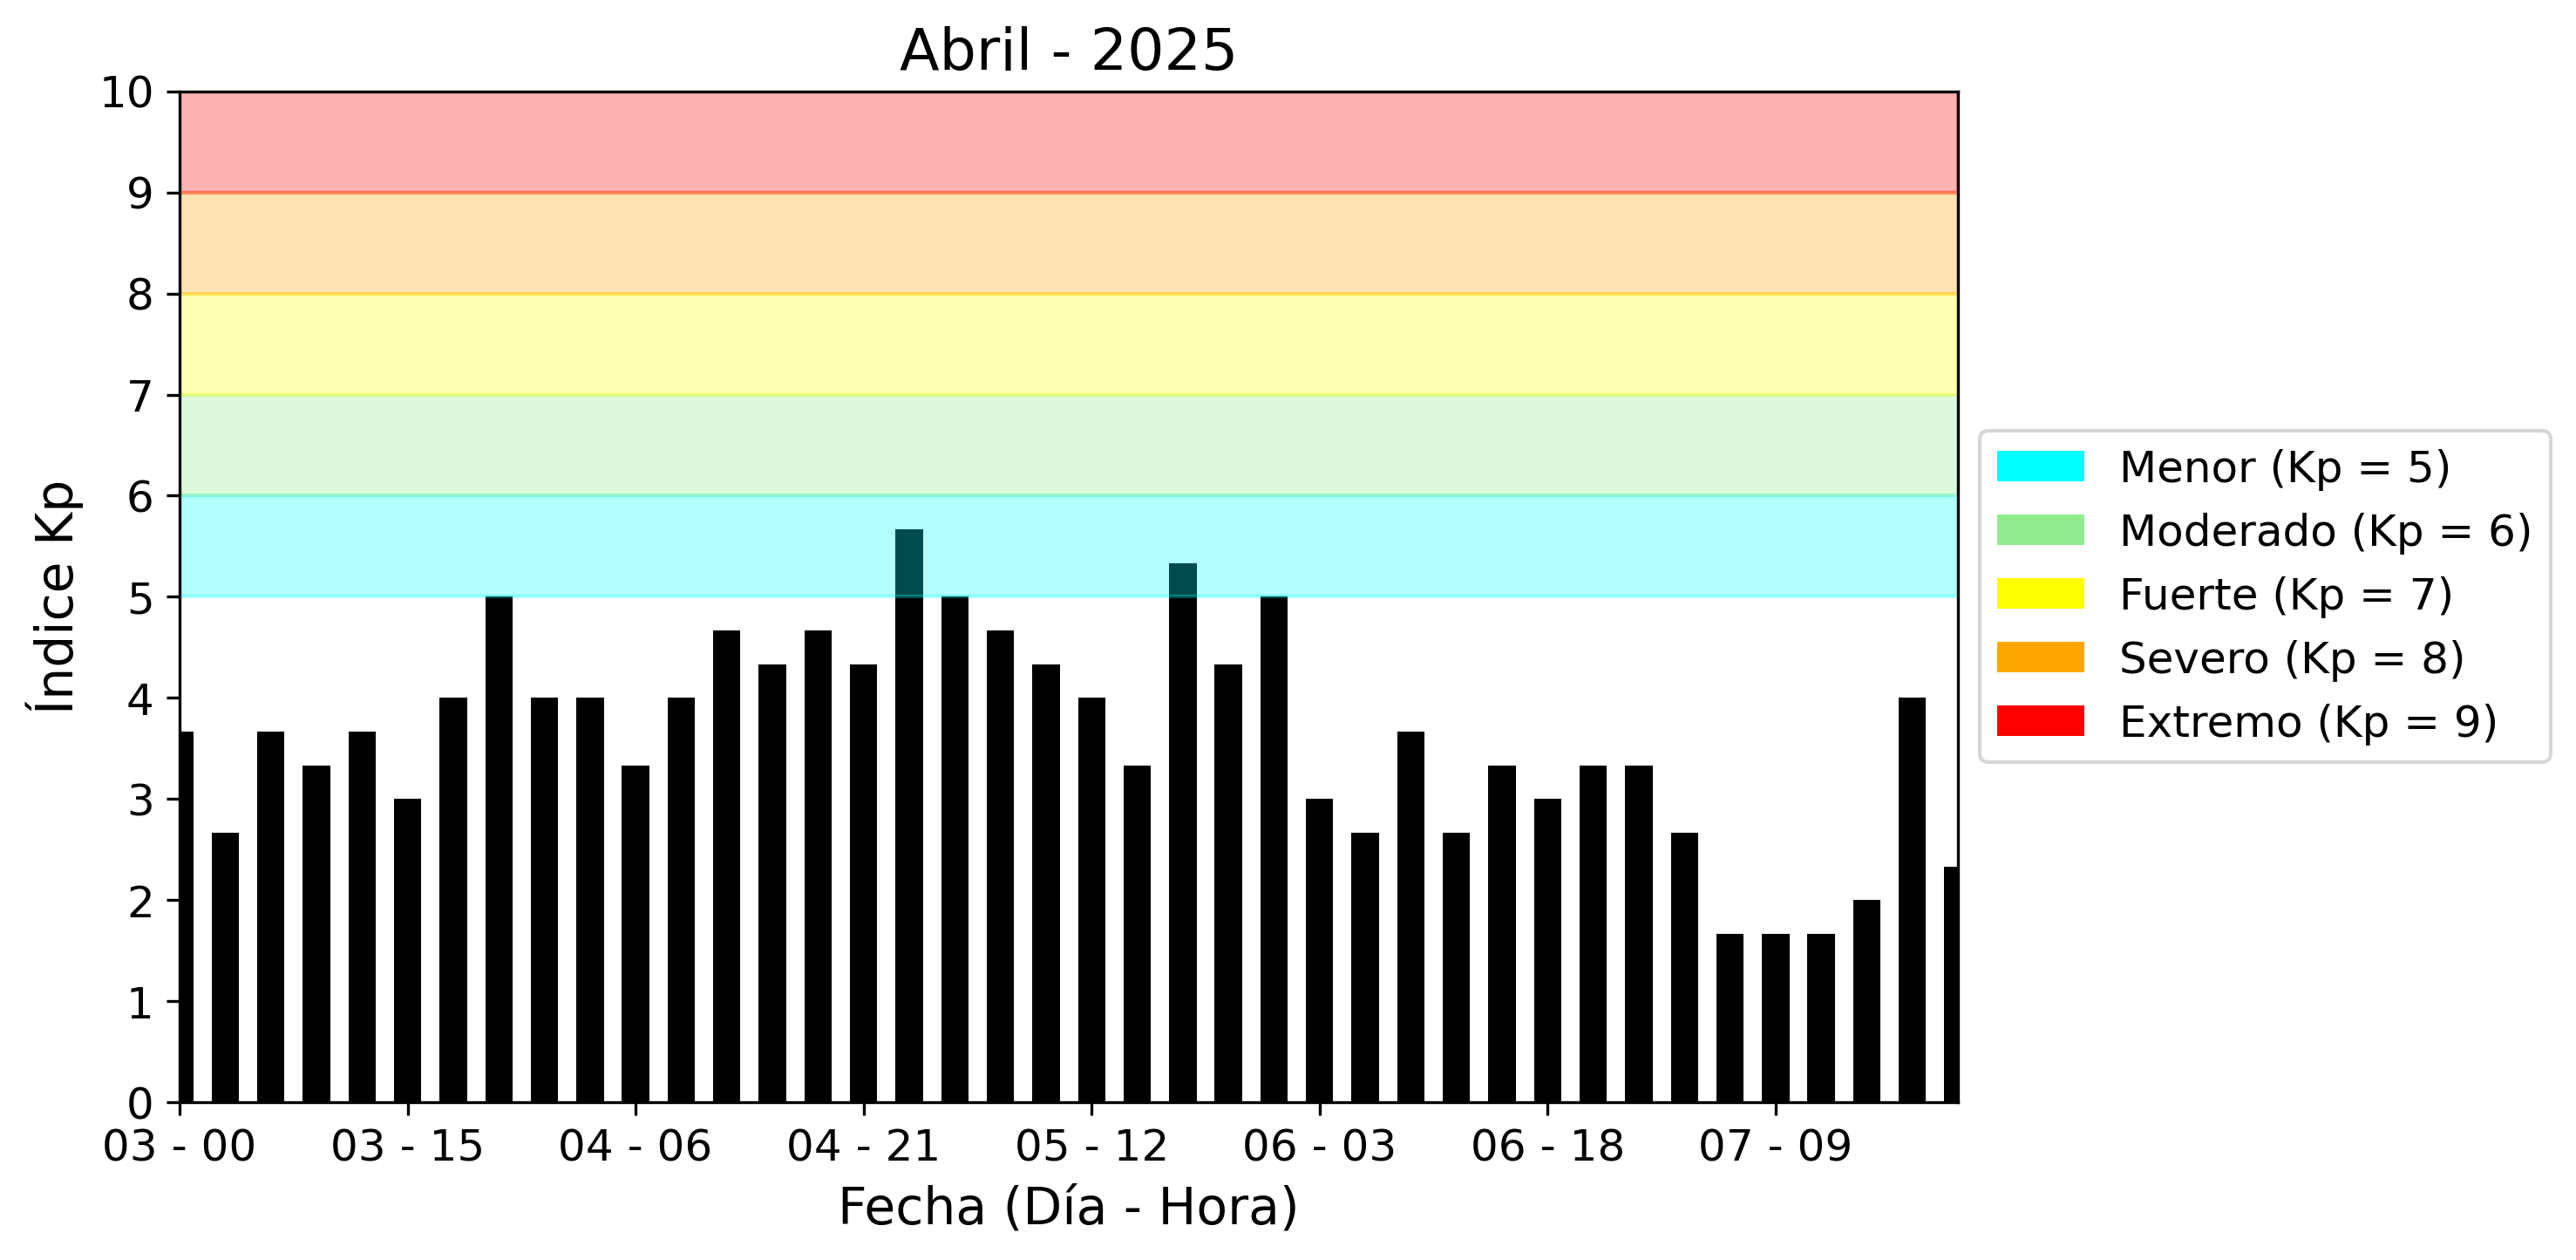 Abril - 2025
10
9
8
7
6
5
4
3
2
1
0
Índice Kp
03 - 00
03 - 15
04 - 06
04 - 21
05 - 12
06 - 03
06 - 18
07 - 09
Fecha (Día - Hora)
Menor (Kp = 5)
Moderado (Kp = 6)
Fuerte (Kp = 7)
Severo (Kp = 8)
Extremo (Kp = 9)